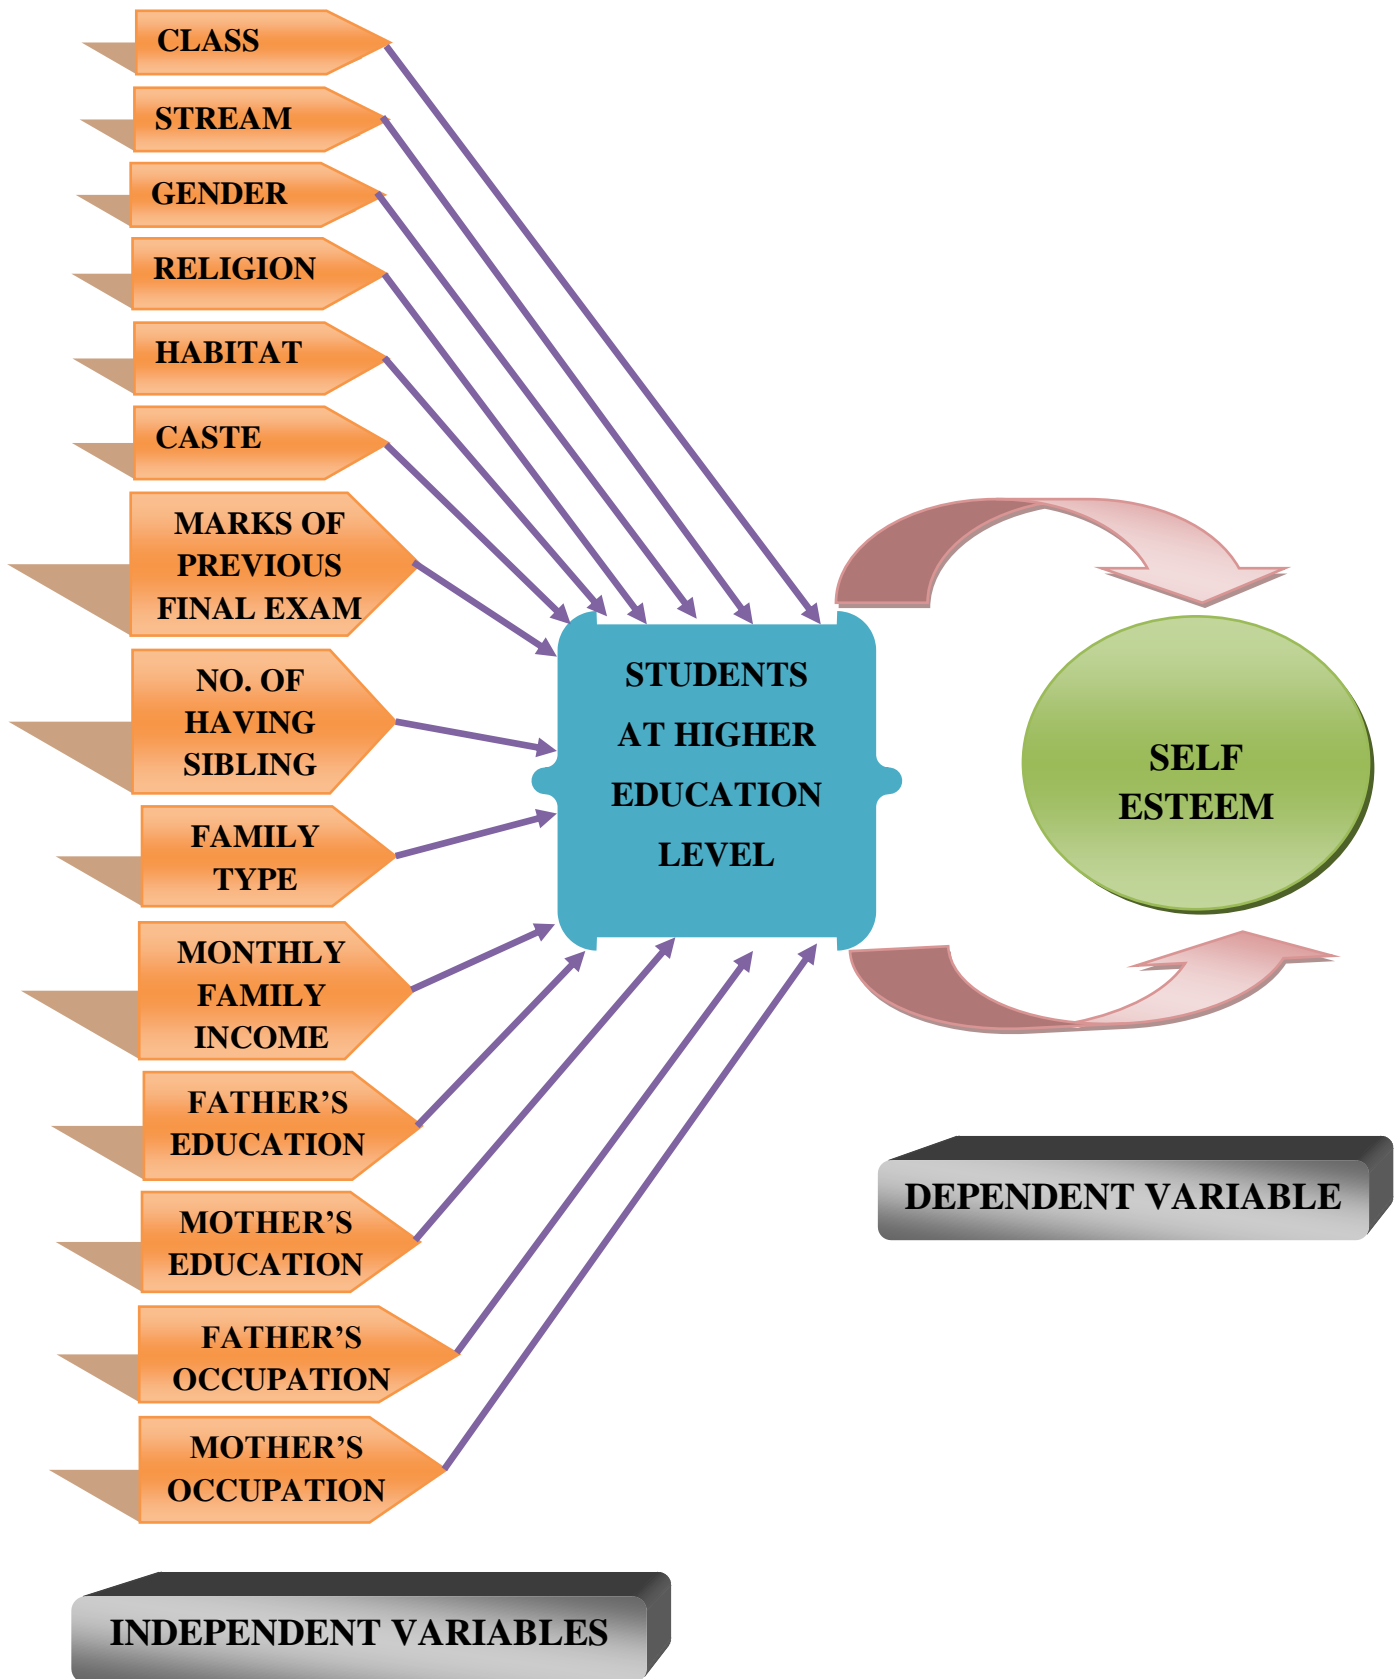 CLASS
STREAM
GENDER
RELIGION
HABITAT
CASTE
MARKS OF
PREVIOUS
FINAL EXAM
NO. OF
HAVING
SIBLING
FAMILY
TYPE
MONTHLY
FAMILY
INCOME
FATHER’S
EDUCATION
MOTHER’S
EDUCATION
FATHER’S
OCCUPATION
MOTHER’S
OCCUPATION
INDEPENDENT VARIABLES
STUDENTS
AT HIGHER
EDUCATION
LEVEL
SELF
ESTEEM
DEPENDENT VARIABLE